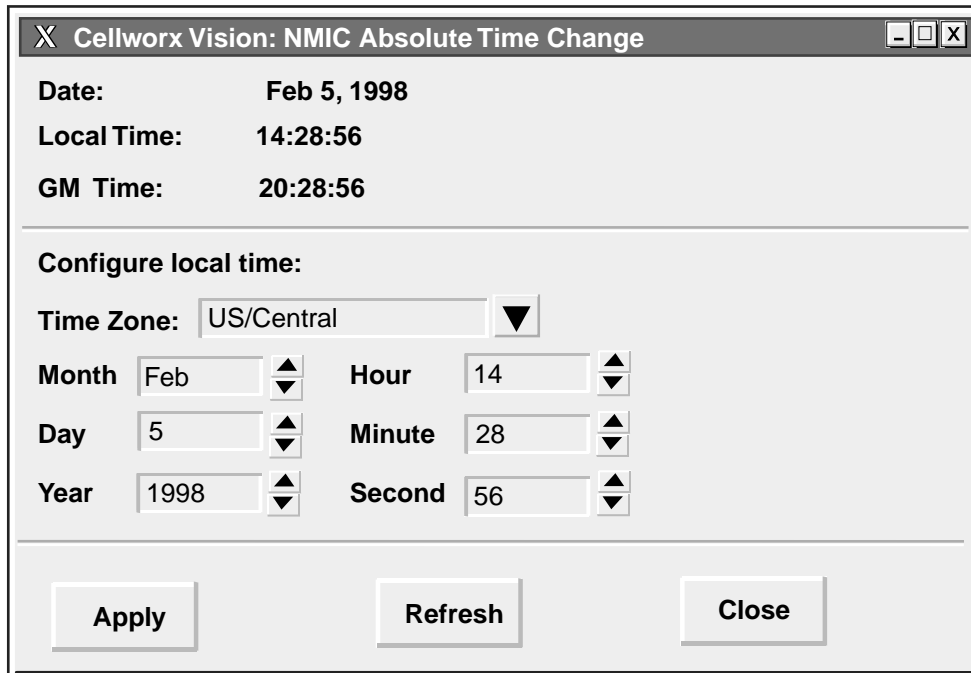 X Cellworx Vision: NMIC Absolute Time Change X
Date: Feb 5, 1998
Local Time: 14:28:56
GM Time: 20:28:56
Configure local time:
Time Zone: US/Central
Month Feb Hour 14
Day 5 Minute 28
Year 1998 Second 56
Apply Refresh Close